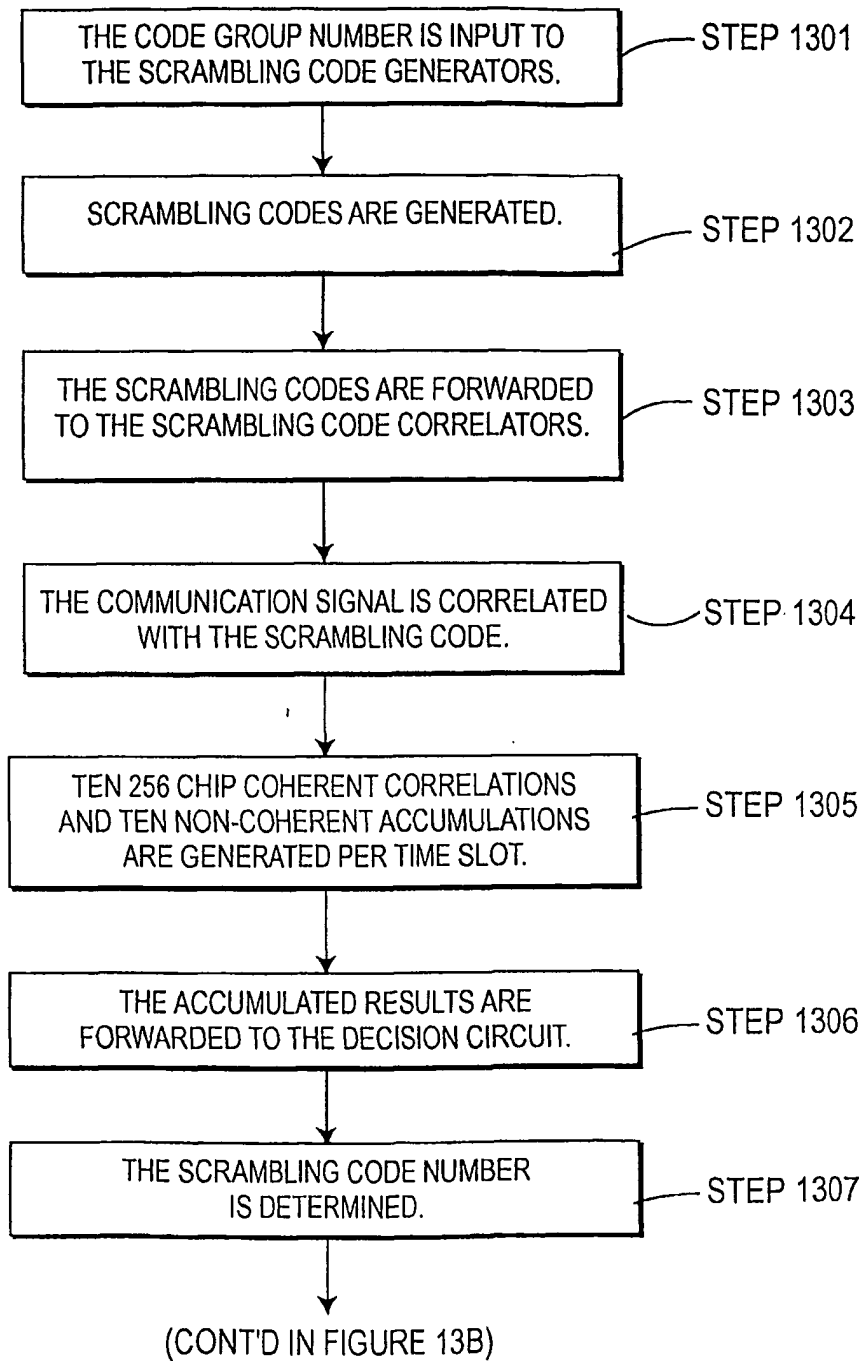 THE CODE GROUP NUMBER IS INPUT TO
THE SCRAMBLING CODE GENERATORS.
STEP 1301
SCRAMBLING CODES ARE GENERATED.
STEP 1302
THE SCRAMBLING CODES ARE FORWARDED
TO THE SCRAMBLING CODE CORRELATORS.
STEP 1303
THE COMMUNICATION SIGNAL IS CORRELATED
WITH THE SCRAMBLING CODE.
STEP 1304
TEN 256 CHIP COHERENT CORRELATIONS
AND TEN NON-COHERENT ACCUMULATIONS
ARE GENERATED PER TIME SLOT.
STEP 1305
THE ACCUMULATED RESULTS ARE
FORWARDED TO THE DECISION CIRCUIT.
STEP 1306
THE SCRAMBLING CODE NUMBER
IS DETERMINED.
STEP 1307
(CONT'D IN FIGURE 13B)